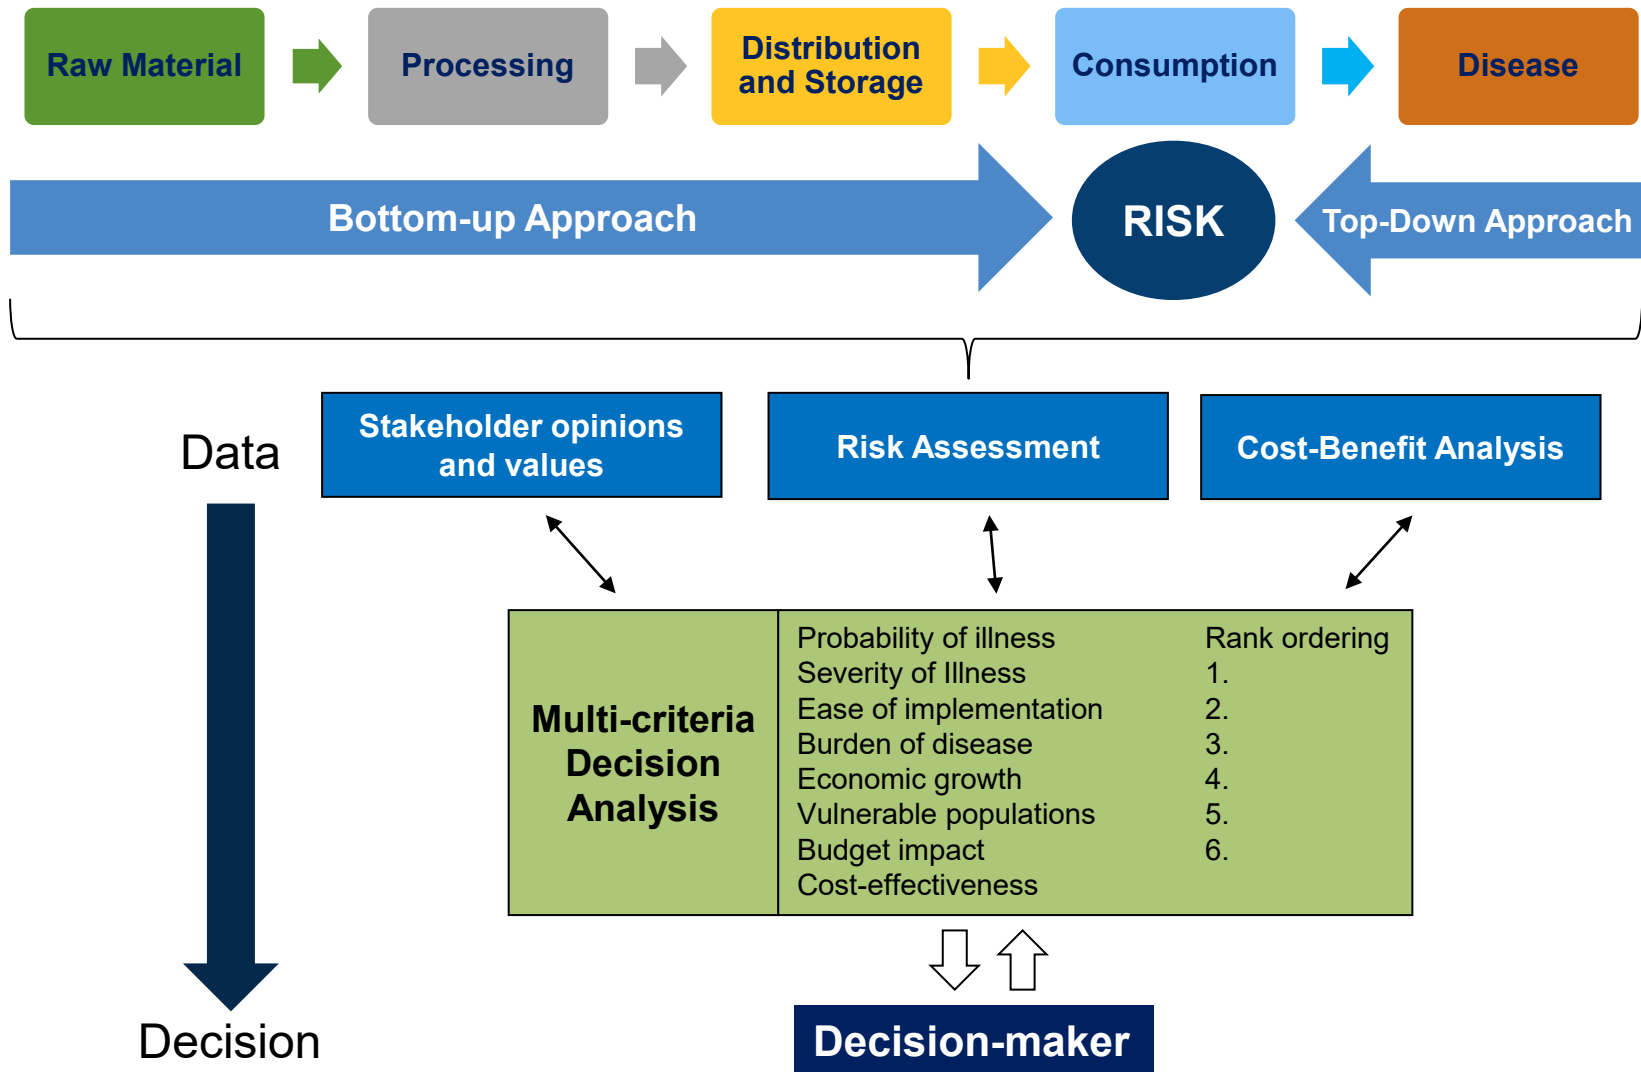 Raw Material
Processing
Distribution
and Storage
Consumption
Disease
Bottom-up Approach
RISK
Top-Down Approach
Data
Stakeholder opinions
and values
Risk Assessment
Cost-Benefit Analysis
Multi-criteria
Decision
Analysis
Probability of illness
Severity of Illness
Ease of implementation
Burden of disease
Economic growth
Vulnerable populations
Budget impact
Cost-effectiveness
Rank ordering
1.
2.
3.
4.
5.
6.
Decision
Decision-maker